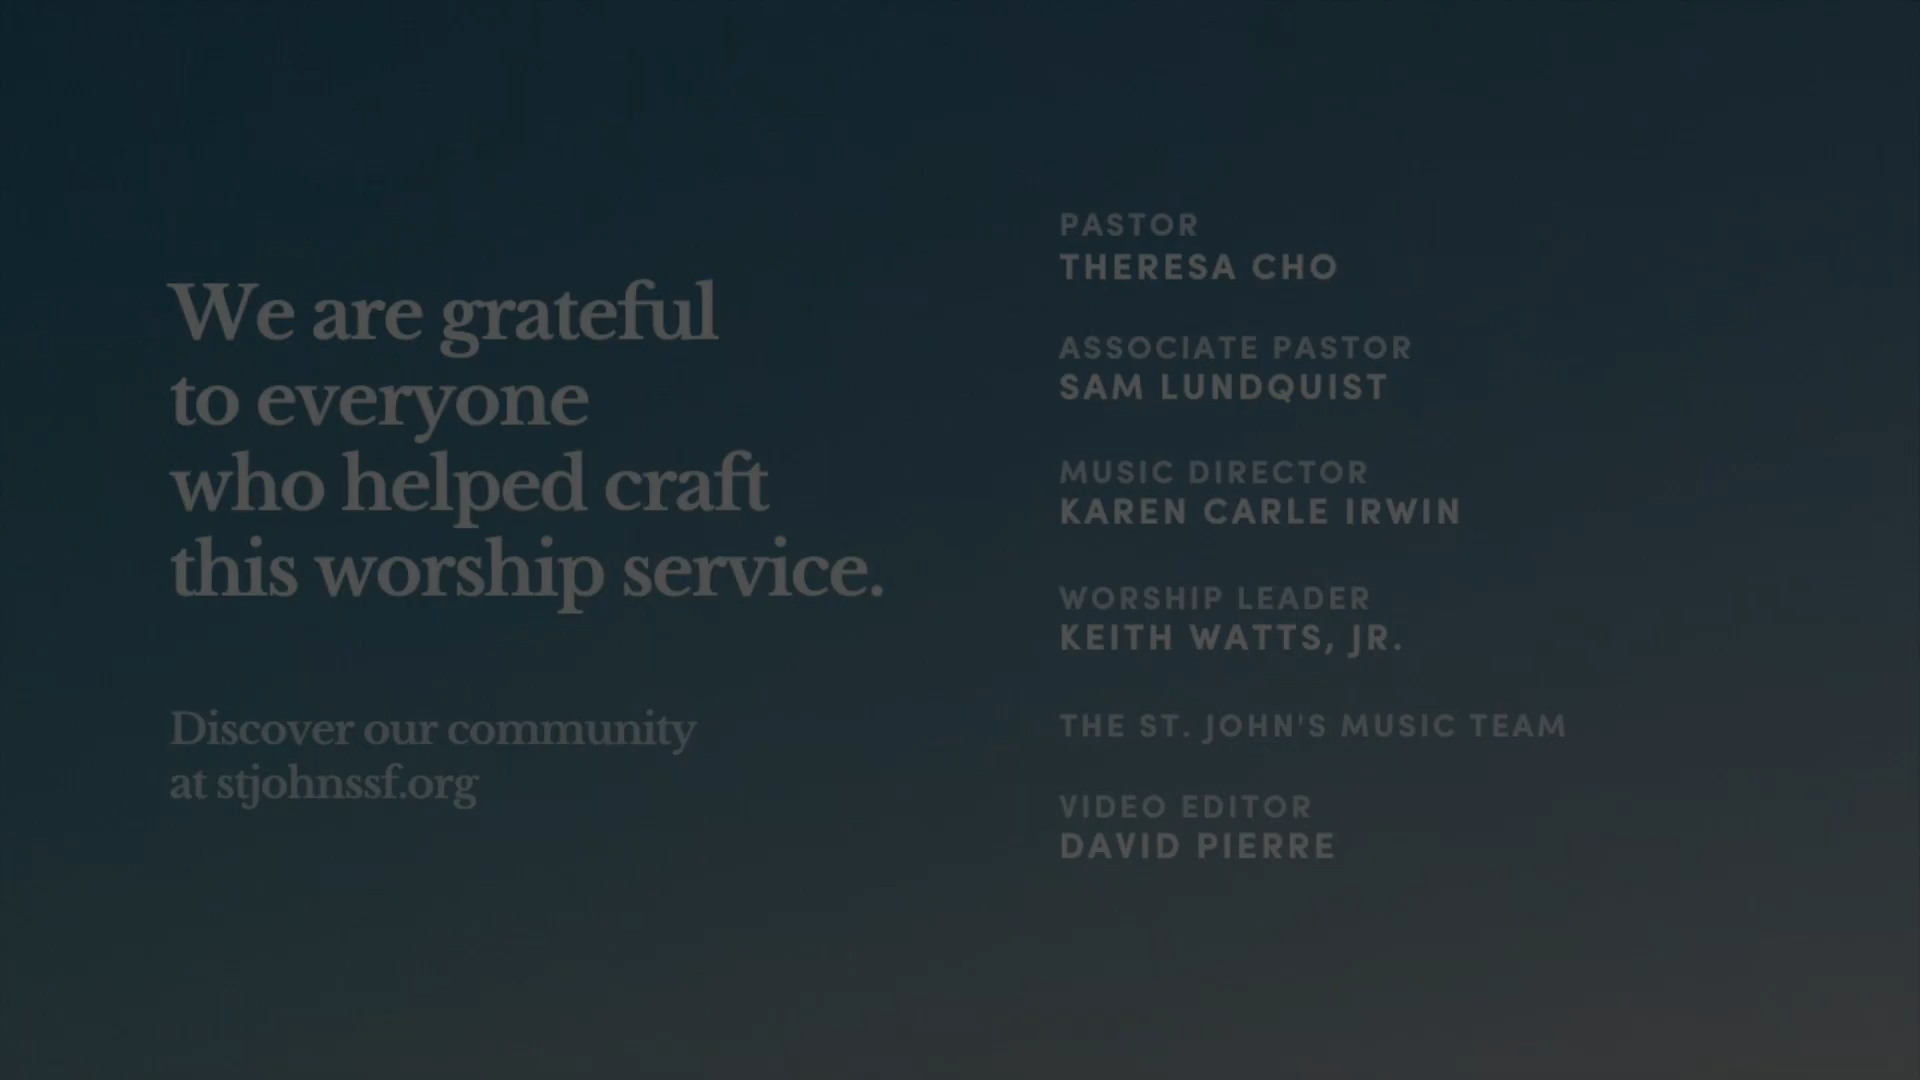 We are grateful
to everyone
who helped craft
this worship service.
Discover our community
at stjohnssf.org
PASTOR
THERESA CHO
ASSOCIATE PASTOR
SAM LUNDQUIST
MUSIC DIRECTOR
KAREN CARLE IRWIN
WORSHIP LEADER
KEITH WATTS, JR.
THE ST. JOHN'S MUSIC TEAM
VIDEO EDITOR
DAVID PIERRE